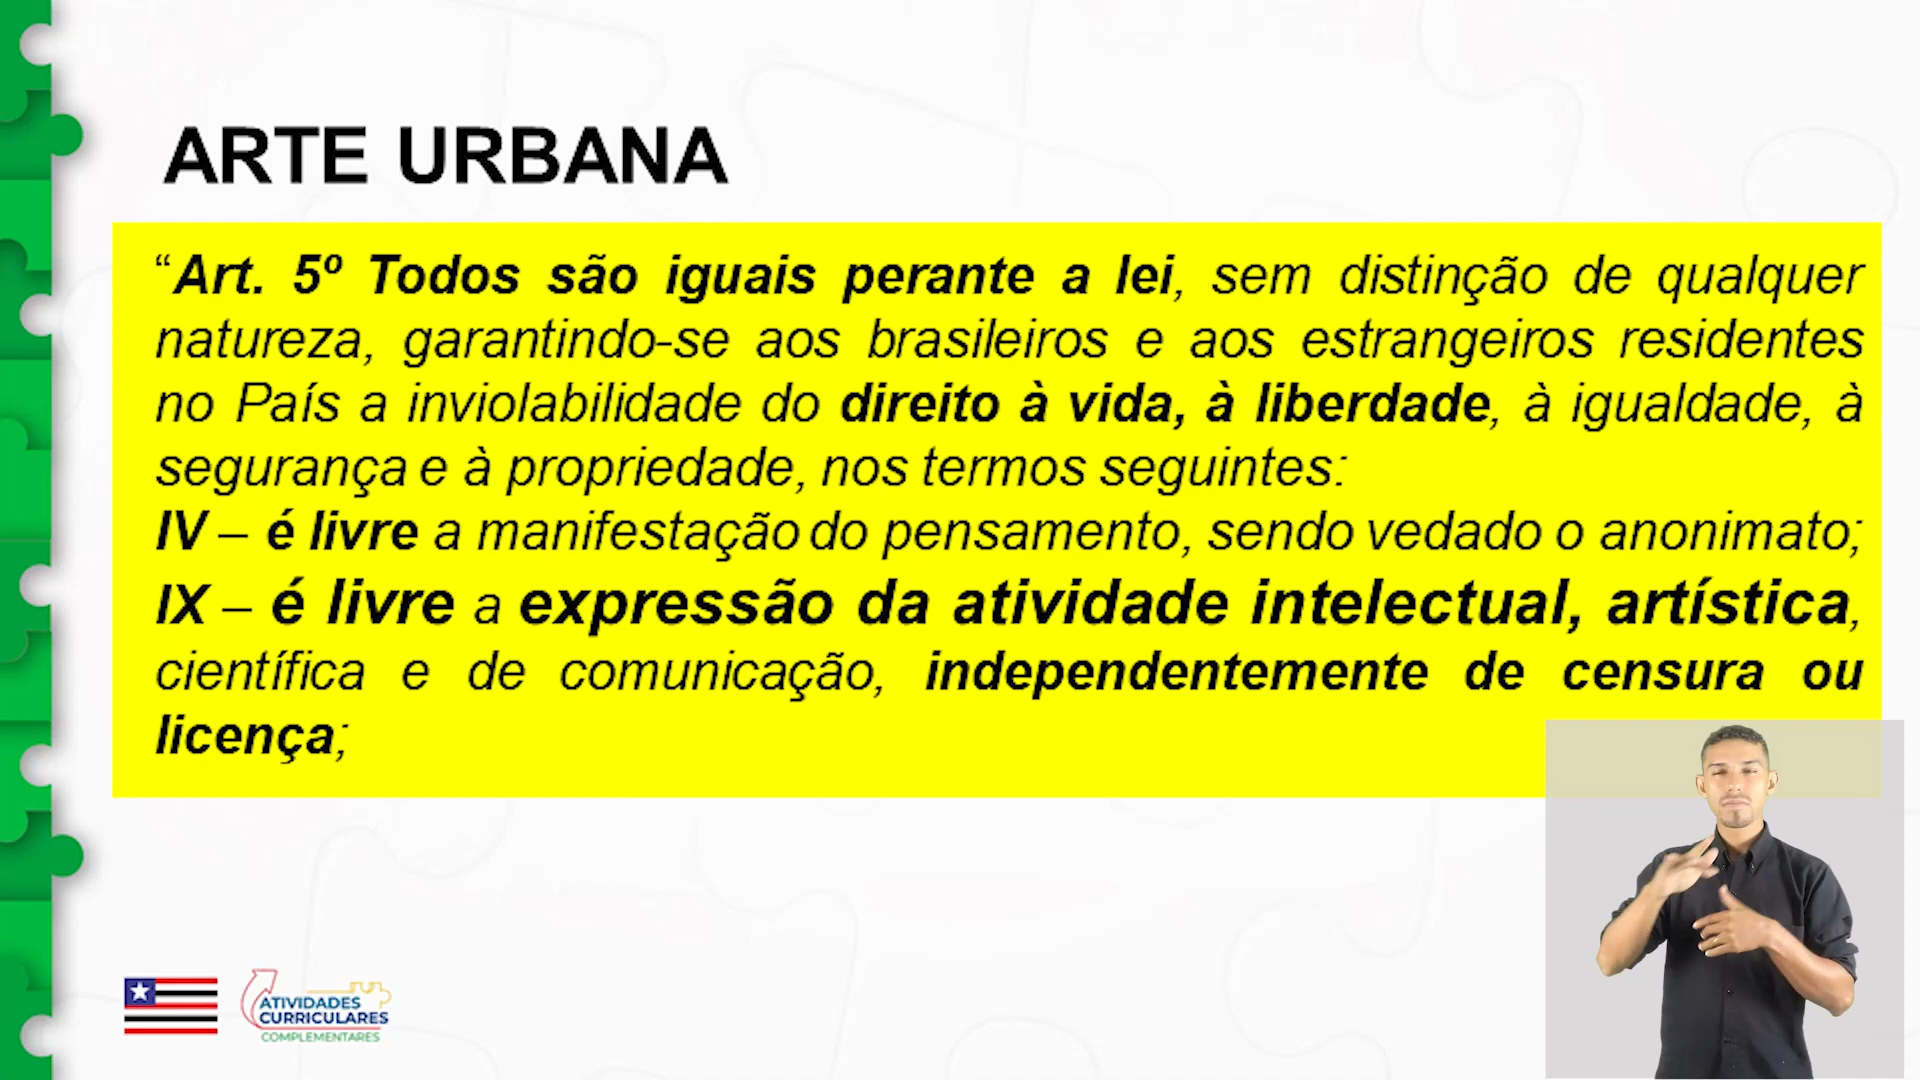 ARTE URBANA
“Art. 5º Todos são iguais perante a lei, sem distinção de qualquer
natureza, garantindo-se aos brasileiros e aos estrangeiros residentes
no País a inviolabilidade do direito à vida, à liberdade, à igualdade, à
segurança e à propriedade, nos termos seguintes:
IV – é livre a manifestação do pensamento, sendo vedado o anonimato;
IX – é livre a expressão da atividade intelectual, artística,
científica e de comunicação, independentemente de censura ou
licença;
ATIVIDADES
CURRICULARES
COMPLEMENTARES